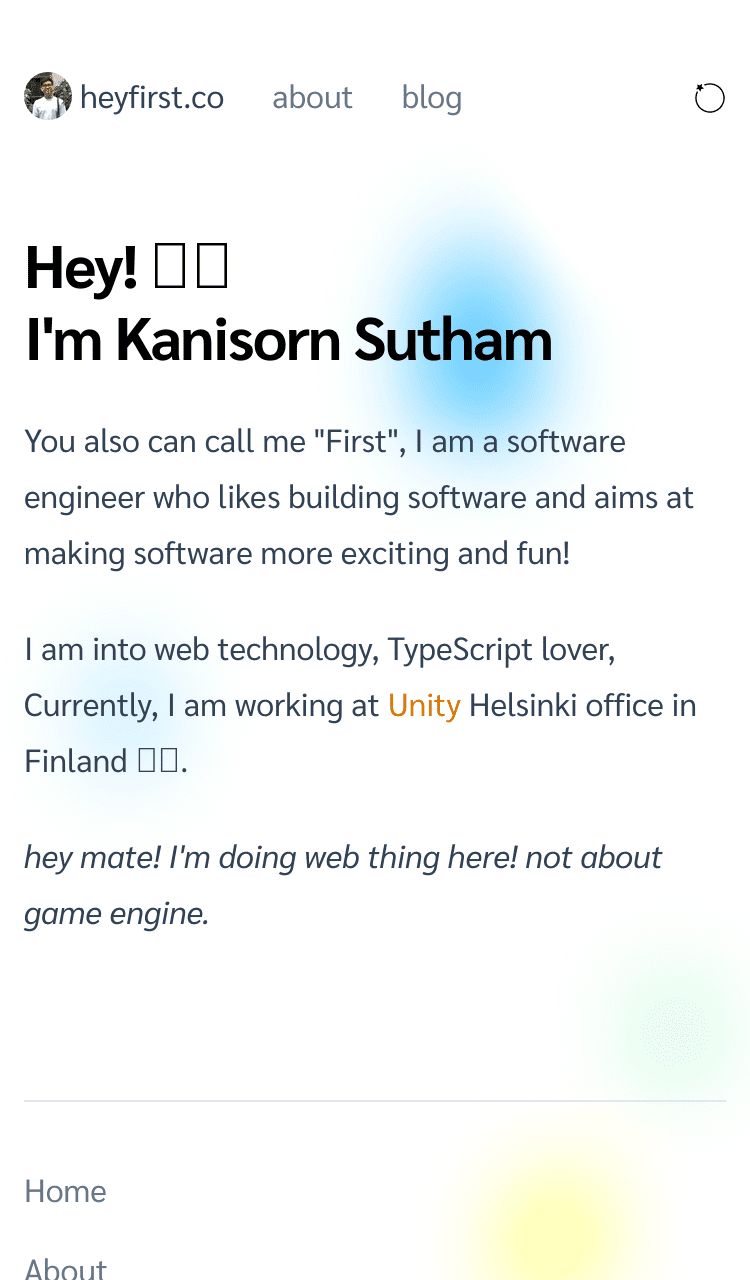 heyfirst.co about blog
Hey!
I'm Kanisorn Sutham
You also can call me "First", I am a software
engineer who likes building software and aims at
making software more exciting and fun!
I am into web technology, TypeScript lover,
Currently, I am working at Unity Helsinki office in
Finland .
hey mate! I'm doing web thing here! not about
game engine.
Home
About